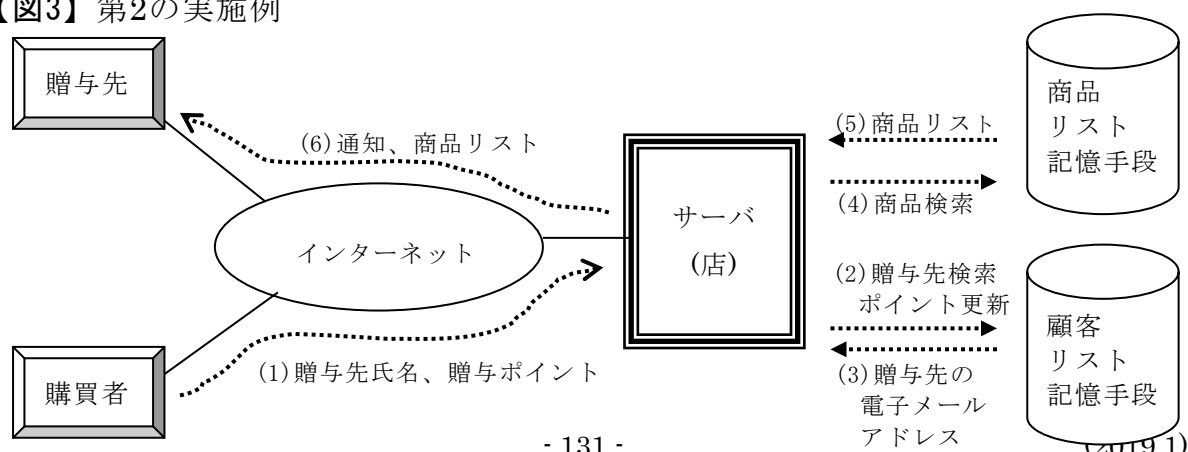 【図3】第2の実施例
贈与先
(6)通知、商品リスト
インターネット
購買者
(1)贈与先氏名、贈与ポイント
サーバ
(店)
(5)商品リスト
(4)商品検索
(2)贈与先検索
ポイント更新
(3)贈与先の
電子メール
アドレス
商品
リスト
記憶手段
顧客
リスト
記憶手段
- 131 -
(2019.1)